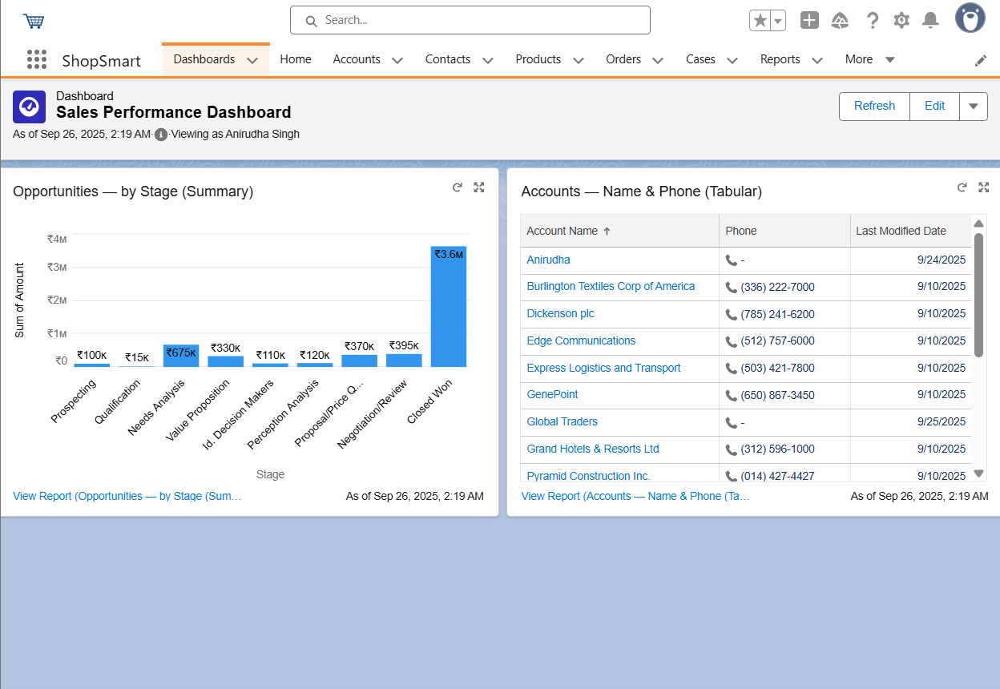 Search...
ShopSmart
Dashboards
Home
Accounts
Contacts
Products
Orders
Cases
Reports
More
Dashboard
Sales Performance Dashboard
As of Sep 26, 2025, 2:19 AM·Viewing as Anirudha Singh
Refresh
Edit
Opportunities — by Stage (Summary)
Sum of Amount
₹4M
₹3M
₹2M
₹1M
₹0
₹100K
₹15K
₹675K
₹330K
₹110K
₹120K
₹370K
₹395K
₹3.6M
Prospecting
Qualification
Needs Analysis
Value Proposition
Id. Decision Makers
Perception Analysis
Proposal/Price Q...
Negotiation/Review
Closed Won
Stage
View Report (Opportunities — by Stage (Sum...
As of Sep 26, 2025, 2:19 AM
Accounts — Name & Phone (Tabular)
Account Name Phone Last Modified Date
Anirudha - 9/24/2025
Burlington Textiles Corp of America (336) 222-7000 9/10/2025
Dickenson plc (785) 241-6200 9/10/2025
Edge Communications (512) 757-6000 9/10/2025
Express Logistics and Transport (503) 421-7800 9/10/2025
GenePoint (650) 867-3450 9/10/2025
Global Traders - 9/25/2025
Grand Hotels & Resorts Ltd (312) 596-1000 9/10/2025
Pyramid Construction Inc. (014) 427-4427 9/10/2025
View Report (Accounts — Name & Phone (Ta...
As of Sep 26, 2025, 2:19 AM